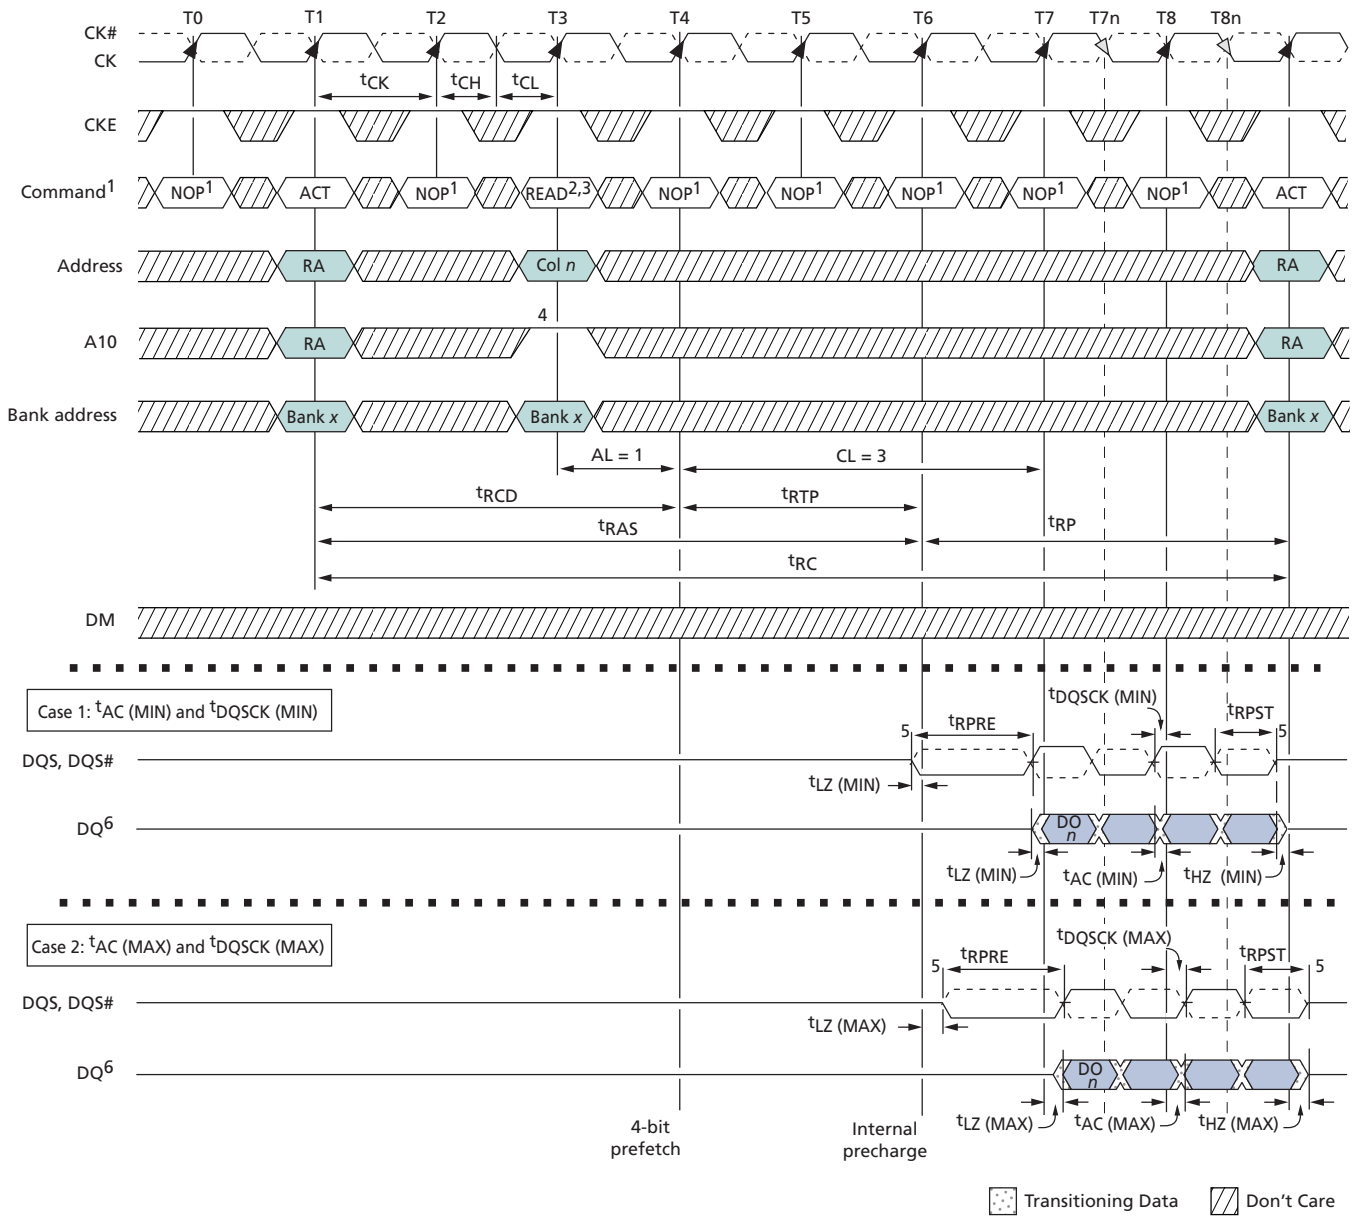 T0 T1 T2 T3 T4 T5 T6 T7 T7n T8 T8n
CK#
CK
tCK tCH tCL
CKE
Command1 NOP1 ACT NOP1 READ2,3 NOP1 NOP1 NOP1 NOP1 NOP1 ACT
Address RA Col n RA
4
A10 RA RA
Bank address Bank x Bank x Bank x
AL = 1 CL = 3
tRCD tRTP
tRAS tRP
tRC
DM
Case 1: tAC (MIN) and tDQSCK (MIN)
tDQSCK (MIN)
5 tRPRE tRPST 5
DQS, DQS#
tLZ (MIN)
DQ6 DO n
tLZ (MIN) tAC (MIN) tHZ (MIN)
Case 2: tAC (MAX) and tDQSCK (MAX)
tDQSCK (MAX)
5 tRPRE tRPST 5
DQS, DQS#
tLZ (MAX)
DQ6 DO n
tLZ (MAX) tAC (MAX) tHZ (MAX)
4-bit prefetch
Internal precharge
Transitioning Data Don't Care